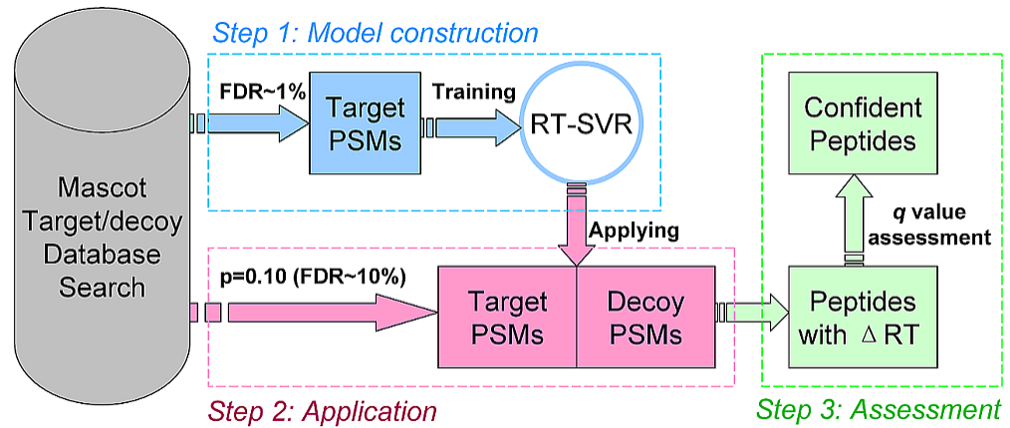 Step 1: Model construction
FDR~1%
Target
PSMs
Training
RT-SVR
Confident
Peptides
Mascot
Target/decoy
Database
Search
Applying
q value
assessment
p=0.10 (FDR~10%)
Target
PSMs
Decoy
PSMs
Peptides
with Δ RT
Step 2: Application
Step 3: Assessment